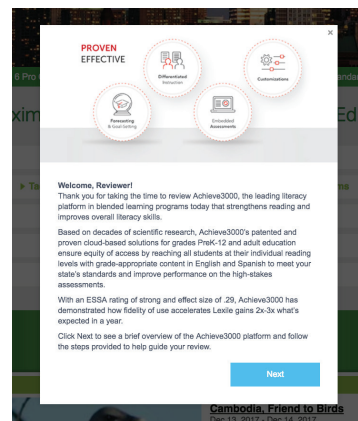 ×
PROVEN
EFFECTIVE
Differentiated
Instruction
Customizations
Forecasting
& Goal Setting
Embedded
Assessments
6 Pro
xim
Ed
Welcome, Reviewer!
Thank you for taking the time to review Achieve3000, the leading literacy
platform in blended learning programs today that strengthens reading and
improves overall literacy skills.
Based on decades of scientific research, Achieve3000's patented and
proven cloud-based solutions for grades PreK-12 and adult education
ensure equity of access by reaching all students at their individual reading
levels with grade-appropriate content in English and Spanish to meet your
state's standards and improve performance on the high-stakes
assessments.
With an ESSA rating of strong and effect size of .29, Achieve3000 has
demonstrated how fidelity of use accelerates Lexile gains 2x-3x what's
expected in a year.
Click Next to see a brief overview of the Achieve3000 platform and follow
the steps provided to help guide your review.
Next
Cambodia, Friend to Birds
Dec 13, 2017 - Dec 14, 2017